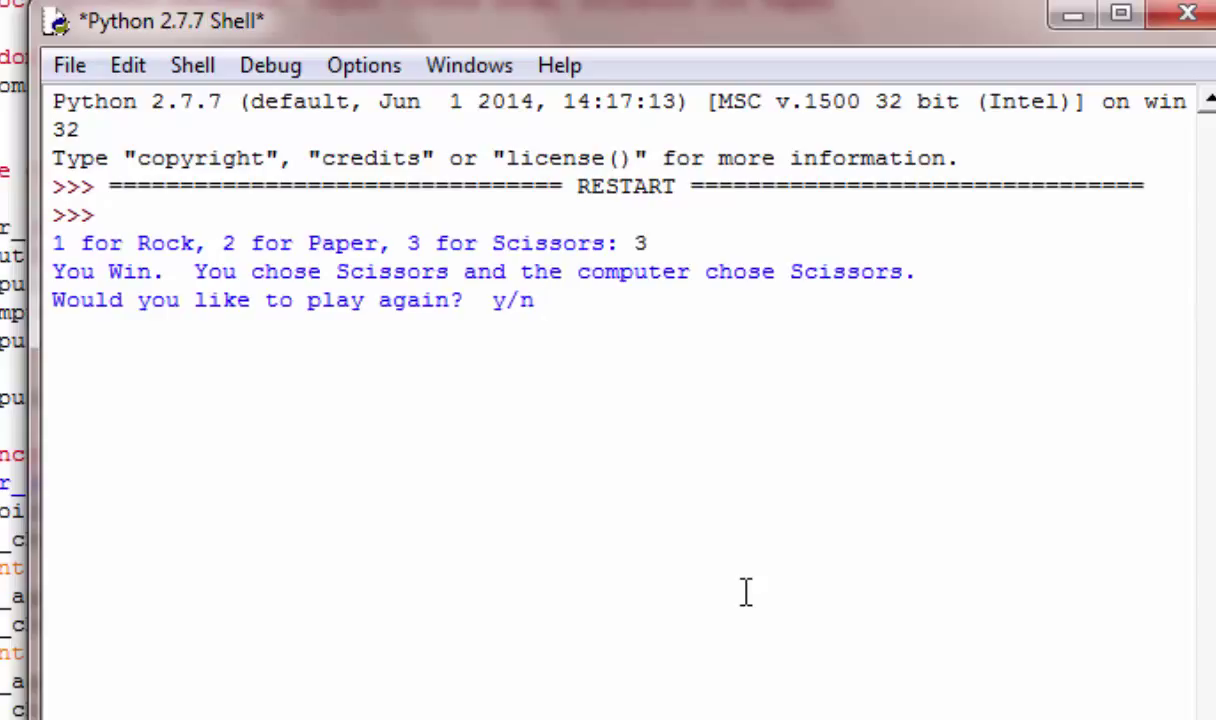 *Python 2.7.7 Shell*
File Edit Shell Debug Options Windows Help
Python 2.7.7 (default, Jun  1 2014, 14:17:13) [MSC v.1500 32 bit (Intel)] on win
32
Type "copyright", "credits" or "license()" for more information.
>>> ================================ RESTART ================================
>>>
1 for Rock, 2 for Paper, 3 for Scissors: 3
You Win.  You chose Scissors and the computer chose Scissors.
Would you like to play again?  y/n